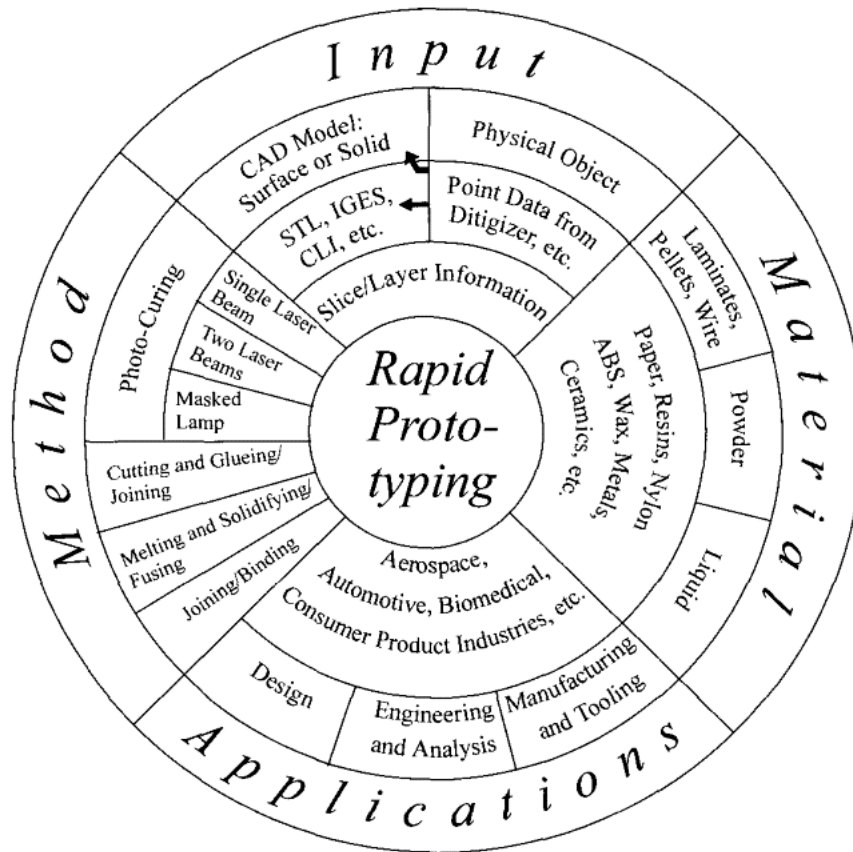 Input
CAD Model:
Surface or Solid
Physical Object
STL, IGES,
CLI, etc.
Point Data from
Ditigizer, etc.
Slice/Layer Information
Material
Laminates,
Pellets, Wire
Powder
Liquid
Paper, Resins, Nylon
ABS, Wax, Metals,
Ceramics, etc.
Rapid
Proto-
typing
Method
Photo-Curing
Single Laser
Beam
Two Laser
Beams
Masked
Lamp
Cutting and Glueing/
Joining
Melting and Solidifying/
Fusing
Joining/Binding
Aerospace,
Automotive, Biomedical,
Consumer Product Industries, etc.
Design
Engineering
and Analysis
Manufacturing
and Tooling
Applications